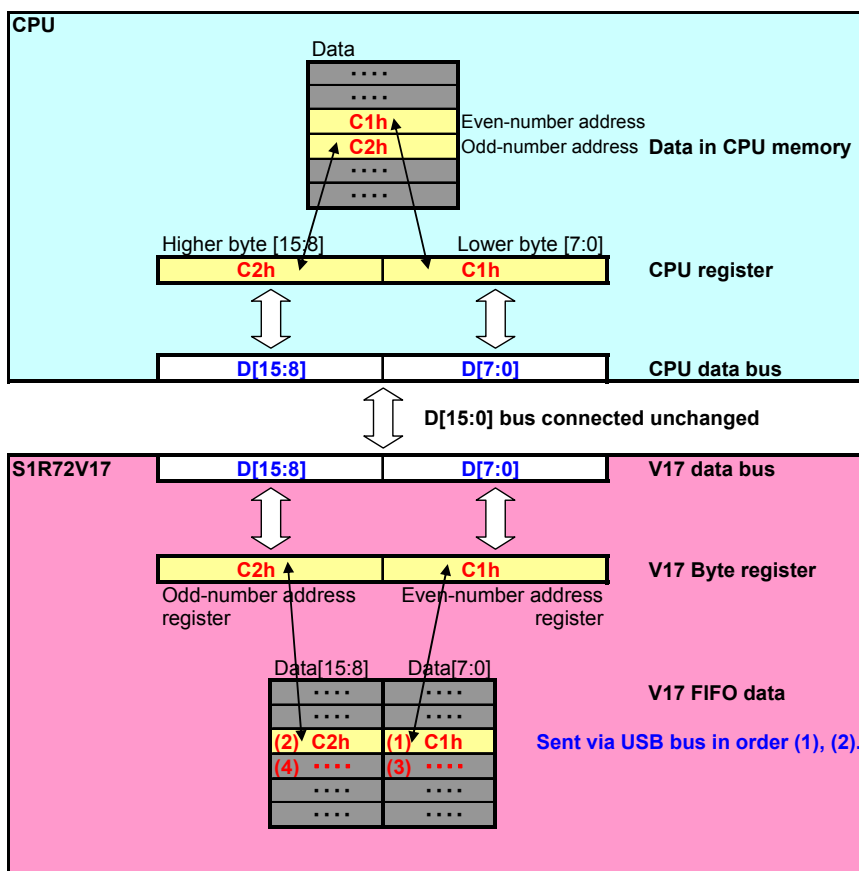 CPU
Data
····
····
C1h Even-number address
C2h Odd-number address Data in CPU memory
····
····
Higher byte [15:8] Lower byte [7:0]
C2h C1h CPU register
D[15:8] D[7:0] CPU data bus
D[15:0] bus connected unchanged
S1R72V17 D[15:8] D[7:0] V17 data bus
C2h C1h V17 Byte register
Odd-number address register
Even-number address register
Data[15:8] Data[7:0]
···· ···· V17 FIFO data
···· ····
(2) C2h (1) C1h Sent via USB bus in order (1), (2).
(4) ···· (3) ····
···· ····
···· ····